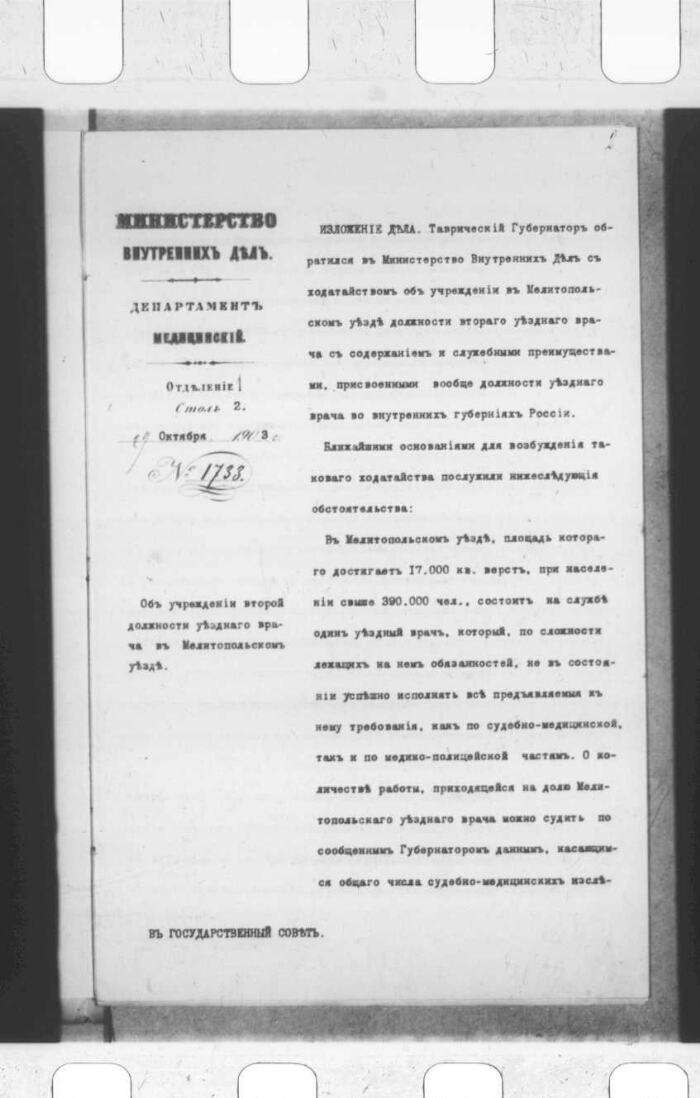 2
МИНИСТЕРСТВО
ВНУТРЕННИХЪ ДѢЛЪ.
ДЕПАРТАМЕНТЪ
МЕДИЦИНСКІЙ.
Отдѣленіе 1
Столъ 2.
29 Октября 1903 г.
№ 1733.
Объ учрежденіи второй
должности уѣзднаго вра-
ча въ Мелитопольскомъ
уѣздѣ.
ИЗЛОЖЕНІЕ ДѢЛА. Таврическій Губернаторъ об-
ратился въ Министерство Внутреннихъ Дѣлъ съ
ходатайствомъ объ учрежденіи въ Мелитополь-
скомъ уѣздѣ должности втораго уѣзднаго вра-
ча съ содержаніемъ и служебными преимущества-
ми, присвоенными вообще должности уѣзднаго
врача во внутреннихъ губерніяхъ Россіи.
Ближайшими основаніями для возбужденія та-
коваго ходатайства послужили нижеслѣдующія
обстоятельства:
Въ Мелитопольскомъ уѣздѣ, площадь котора-
го достигаетъ 17.000 кв. верстъ, при населе-
ніи свыше 390.000 чел., состоитъ на службѣ
одинъ уѣздный врачъ, который, по сложности
лежащихъ на немъ обязанностей, не въ состоя-
ніи успѣшно исполнять всѣ предъявляемыя къ
нему требованія, какъ по судебно-медицинской,
такъ и по медико-полицейской частямъ. О ко-
личествѣ работы, приходящейся на долю Мели-
топольскаго уѣзднаго врача можно судить по
сообщеннымъ Губернаторомъ даннымъ, касающим-
ся общаго числа судебно-медицинскихъ изслѣ-
ВЪ ГОСУДАРСТВЕННЫЙ СОВѢТЪ.